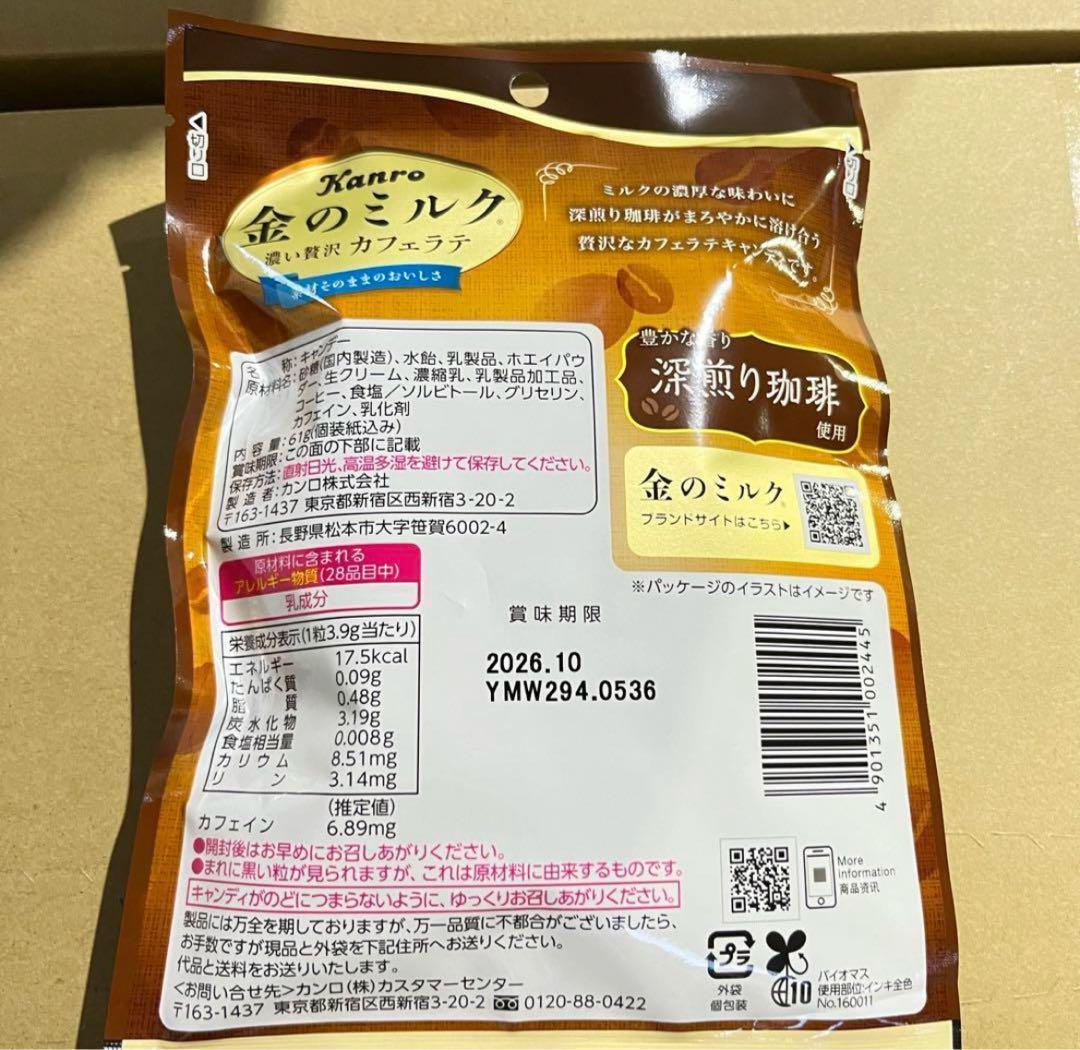 切り口
切り口
Kanro
金のミルク®
濃い贅沢 カフェラテ
素材そのままのおいしさ
ミルクの濃厚な味わいに
深煎り珈琲がまろやかに溶け合う
贅沢なカフェラテキャンディです。
豊かな香り
深煎り珈琲
使用
名称:キャンデー
原材料名:砂糖(国内製造)、水飴、乳製品、ホエイパウ
ダー、生クリーム、濃縮乳、乳製品加工品、
コーヒー、食塩/ソルビトール、グリセリン、
カフェイン、乳化剤
内容量:61g(個装紙込み)
賞味期限:この面の下部に記載
保存方法:直射日光、高温多湿を避けて保存してください。
製造者:カンロ株式会社
〒163-1437 東京都新宿区西新宿3-20-2
製造所:長野県松本市大字笹賀6002-4
金のミルク®
ブランドサイトはこちら▶
※パッケージのイラストはイメージです
原材料に含まれる
アレルギー物質(28品目中)
乳成分
栄養成分表示(1粒3.9g当たり)
エネルギー 17.5kcal
たんぱく質 0.09g
脂質 0.48g
炭水化物 3.19g
食塩相当量 0.008g
カリウム 8.51mg
リン 3.14mg
(推定値)
カフェイン 6.89mg
賞味期限
2026.10
YMW294.0536
4 901351 002445
●開封後はお早めにお召しあがりください。
●まれに黒い粒が見られますが、これは原材料に由来するものです。
キャンディがのどにつまらないように、ゆっくりお召しあがりください。
製品には万全を期しておりますが、万一品質に不都合がございましたら、
お手数ですが現品と外袋を下記住所へお送りください。
代品と送料をお送りいたします。
<お問い合せ先>カンロ(株)カスタマーセンター
〒163-1437 東京都新宿区西新宿3-20-2 0120-88-0422
More
Information
商品资讯
プラ
外袋
個包装
10
バイオマス
使用部位:インキ全色
No.160011